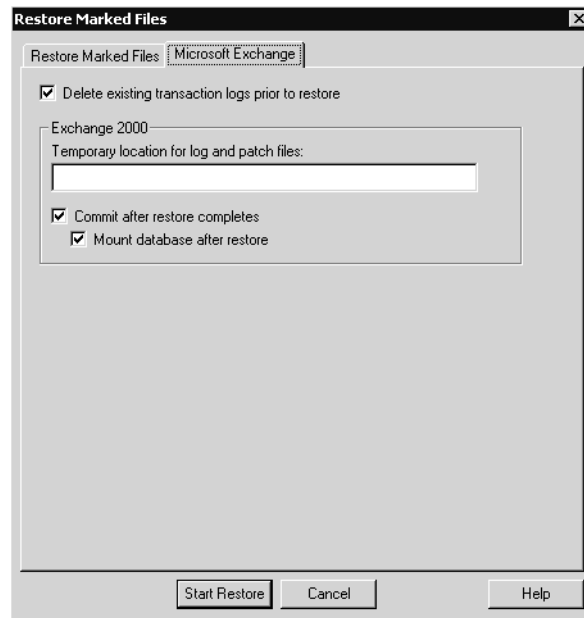 Restore Marked Files
Restore Marked Files
Microsoft Exchange
Delete existing transaction logs prior to restore
Exchange 2000
Temporary location for log and patch files:
Commit after restore completes
Mount database after restore
Start Restore
Cancel
Help